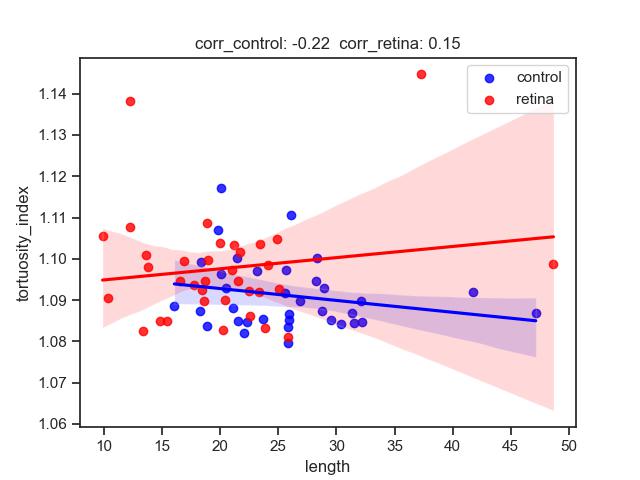 corr_control: -0.22  corr_retina: 0.15
control
retina
1.14
1.13
1.12
1.11
1.10
1.09
1.08
1.07
1.06
tortuosity_index
10 15 20 25 30 35 40 45 50
length